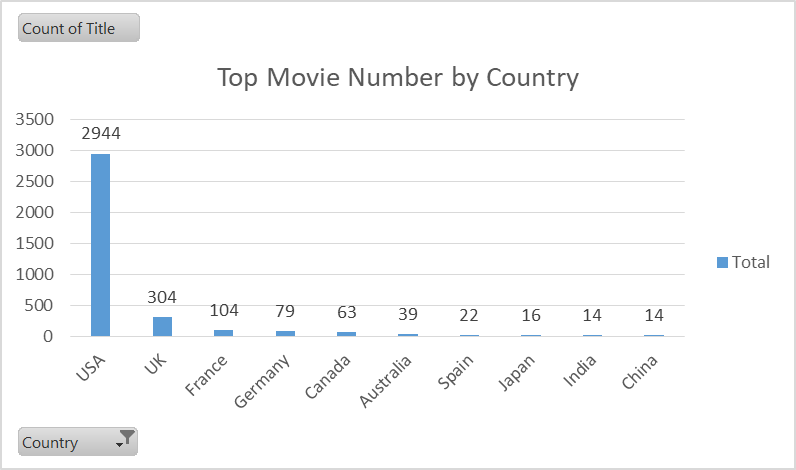 Count of Title
Top Movie Number by Country
3500
3000
2500
2000
1500
1000
500
0
2944
304
104
79
63
39
22
16
14
14
USA
UK
France
Germany
Canada
Australia
Spain
Japan
India
China
Total
Country